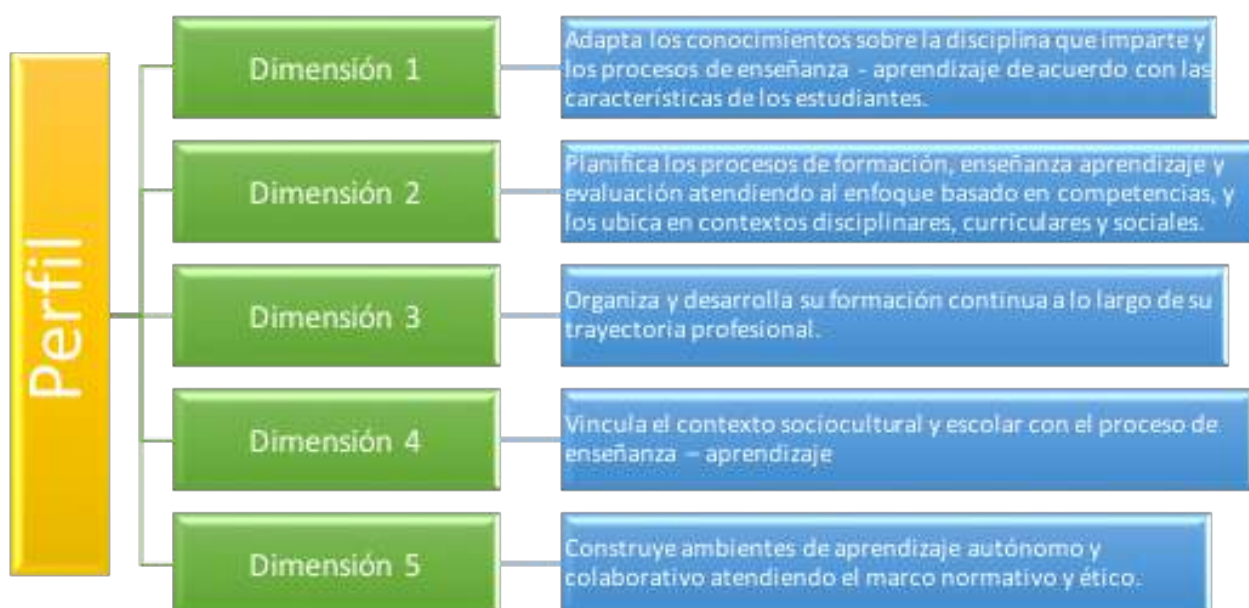 Perfil
Dimensión 1
Adapta los conocimientos sobre la disciplina que imparte y
los procesos de enseñanza - aprendizaje de acuerdo con las
características de los estudiantes.
Dimensión 2
Planifica los procesos de formación, enseñanza aprendizaje y
evaluación atendiendo al enfoque basado en competencias, y
los ubica en contextos disciplinares, curriculares y sociales.
Dimensión 3
Organiza y desarrolla su formación continua a lo largo de su
trayectoria profesional.
Dimensión 4
Vincula el contexto sociocultural y escolar con el proceso de
enseñanza – aprendizaje
Dimensión 5
Construye ambientes de aprendizaje autónomo y
colaborativo atendiendo el marco normativo y ético.